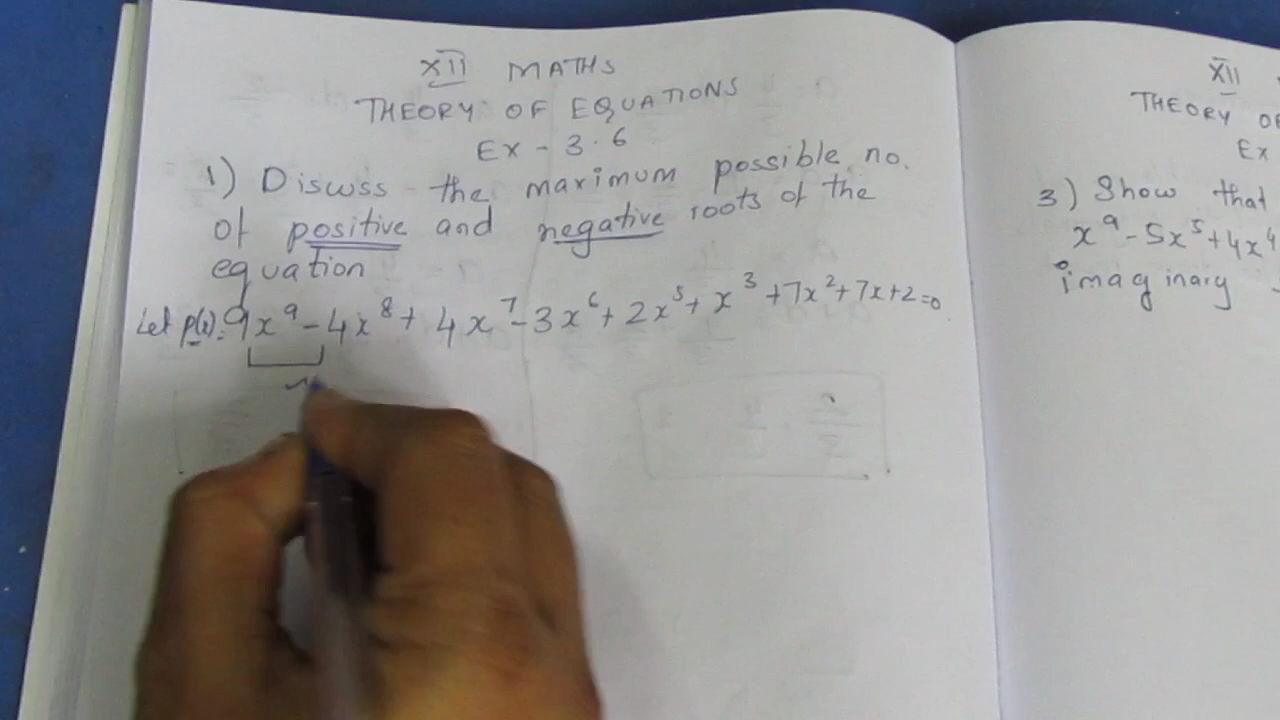 XII MATHS
THEORY OF EQUATIONS
Ex - 3.6
1) Discuss the maximum possible no.
of positive and negative roots of the
equation
Let p(x): 9x⁹ - 4x⁸ + 4x⁷ - 3x⁶ + 2x⁵ + x³ + 7x² + 7x + 2 = 0
XII
THEORY OF
Ex
3) Show that
x⁹ - 5x⁵ + 4x⁴
imaginary